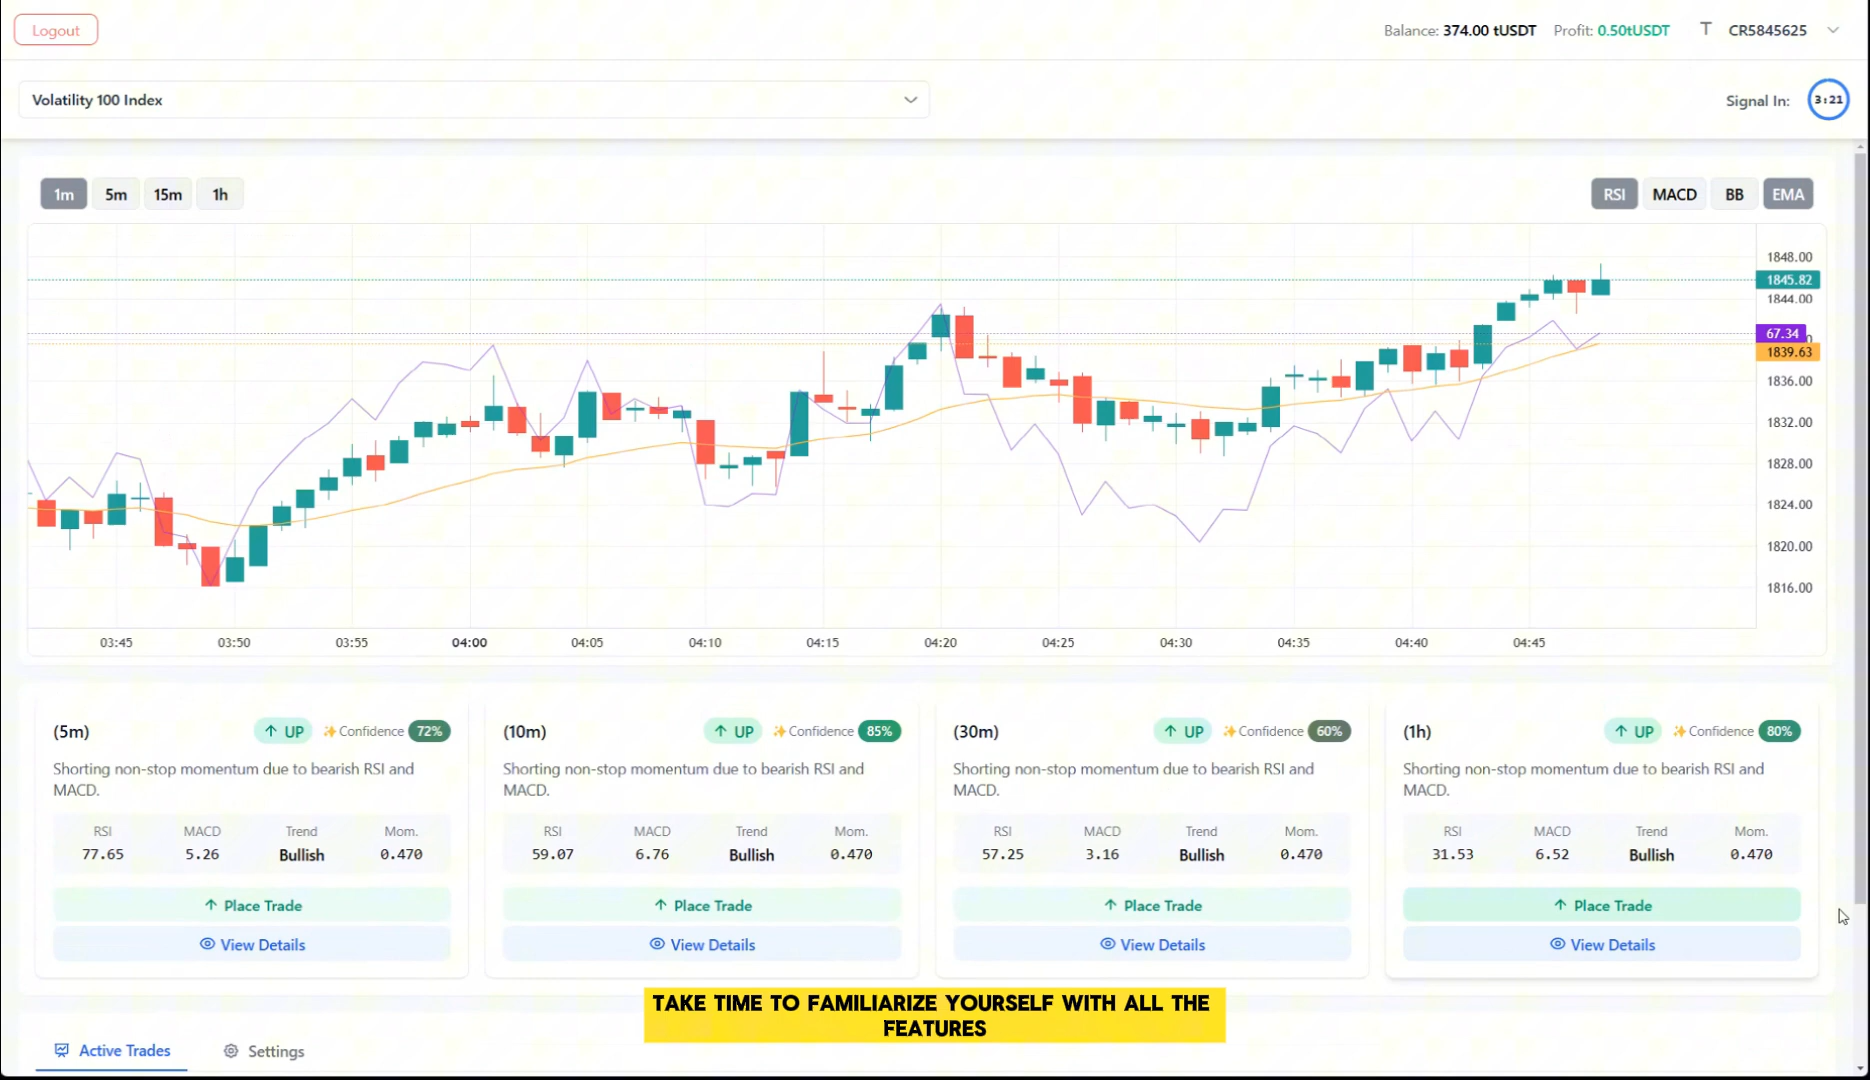 Logout
Balance: 374.00 tUSDT Profit: 0.50tUSDT T CR5845625
Volatility 100 Index
Signal In: 3:21
1m 5m 15m 1h
RSI MACD BB EMA
1848.00
1845.82
1844.00
67.34
1839.63
1836.00
1832.00
1828.00
1824.00
1820.00
1816.00
03:45 03:50 03:55 04:00 04:05 04:10 04:15 04:20 04:25 04:30 04:35 04:40 04:45
(5m) UP Confidence 72%
Shorting non-stop momentum due to bearish RSI and
MACD.
RSI MACD Trend Mom.
77.65 5.26 Bullish 0.470
Place Trade
View Details
(10m) UP Confidence 85%
Shorting non-stop momentum due to bearish RSI and
MACD.
RSI MACD Trend Mom.
59.07 6.76 Bullish 0.470
Place Trade
View Details
(30m) UP Confidence 60%
Shorting non-stop momentum due to bearish RSI and
MACD.
RSI MACD Trend Mom.
57.25 3.16 Bullish 0.470
Place Trade
View Details
(1h) UP Confidence 80%
Shorting non-stop momentum due to bearish RSI and
MACD.
RSI MACD Trend Mom.
31.53 6.52 Bullish 0.470
Place Trade
View Details
TAKE TIME TO FAMILIARIZE YOURSELF WITH ALL THE
FEATURES
Active Trades Settings